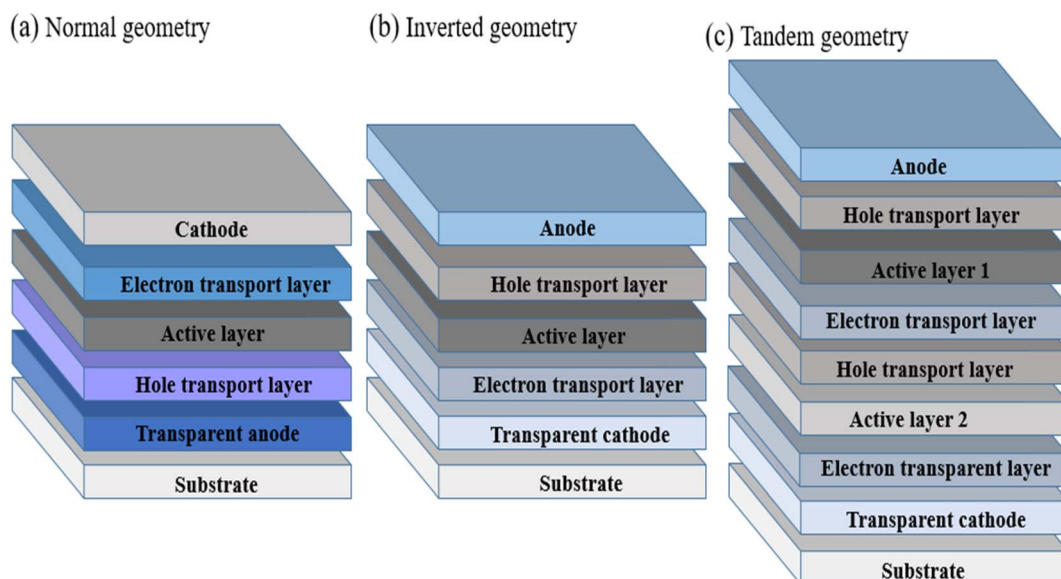 (a) Normal geometry
Cathode
Electron transport layer
Active layer
Hole transport layer
Transparent anode
Substrate
(b) Inverted geometry
Anode
Hole transport layer
Active layer
Electron transport layer
Transparent cathode
Substrate
(c) Tandem geometry
Anode
Hole transport layer
Active layer 1
Electron transport layer
Hole transport layer
Active layer 2
Electron transparent layer
Transparent cathode
Substrate